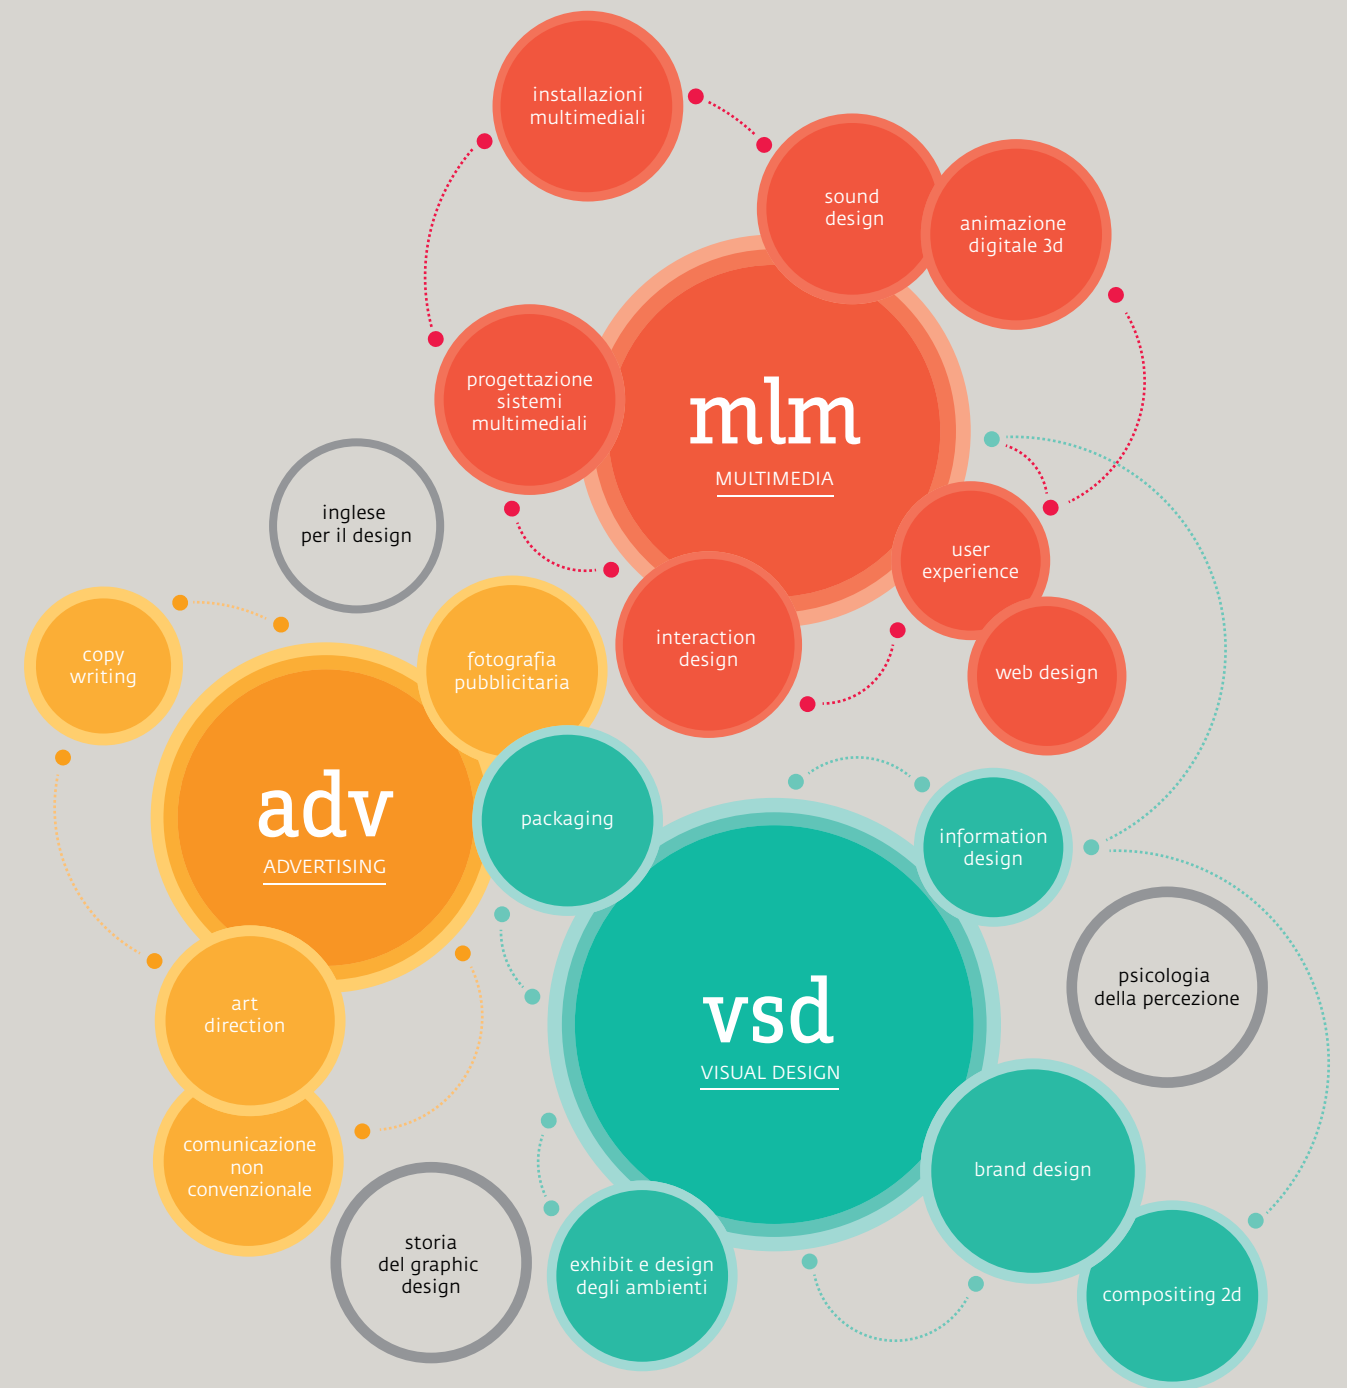 installazioni
multimediali
sound
design
animazione
digitale 3d
progettazione
sistemi
multimediali
mlm
MULTIMEDIA
inglese
per il design
user
experience
interaction
design
web design
copy
writing
fotografia
pubblicitaria
adv
ADVERTISING
packaging
information
design
art
direction
vsd
VISUAL DESIGN
psicologia
della percezione
comunicazione
non
convenzionale
brand design
storia
del graphic
design
exhibit e design
degli ambienti
compositing 2d